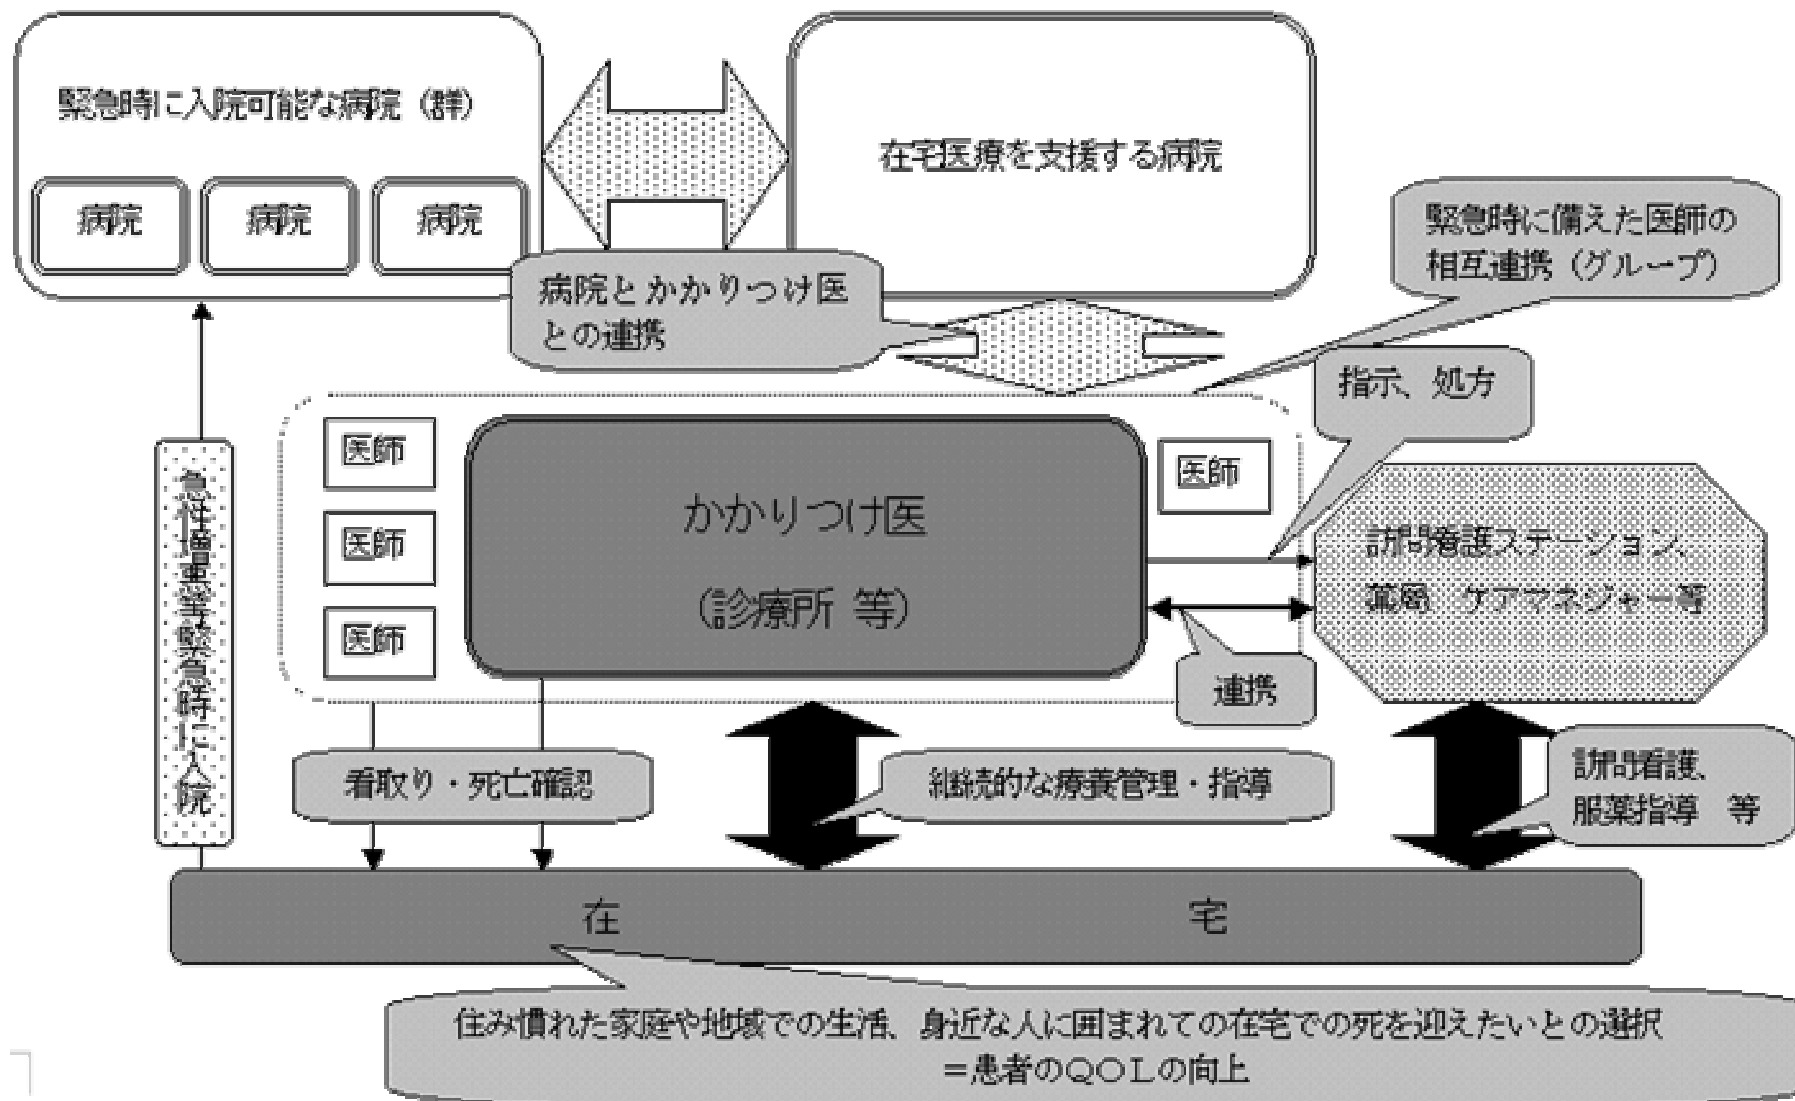 緊急時に入院可能な病院（群）
病院
病院
病院
在宅医療を支援する病院
緊急時に備えた医師の
相互連携（グループ）
病院とかかりつけ医
との連携
指示、処方
医師
医師
医師
かかりつけ医
（診療所 等）
医師
訪問看護ステーション、
薬局、ケアマネジャー等
連携
急性増悪等緊急時に入院
看取り・死亡確認
継続的な療養管理・指導
訪問看護、
服薬指導　等
在　宅
住み慣れた家庭や地域での生活、身近な人に囲まれての在宅での死を迎えたいとの選択
＝患者のＱＯＬの向上